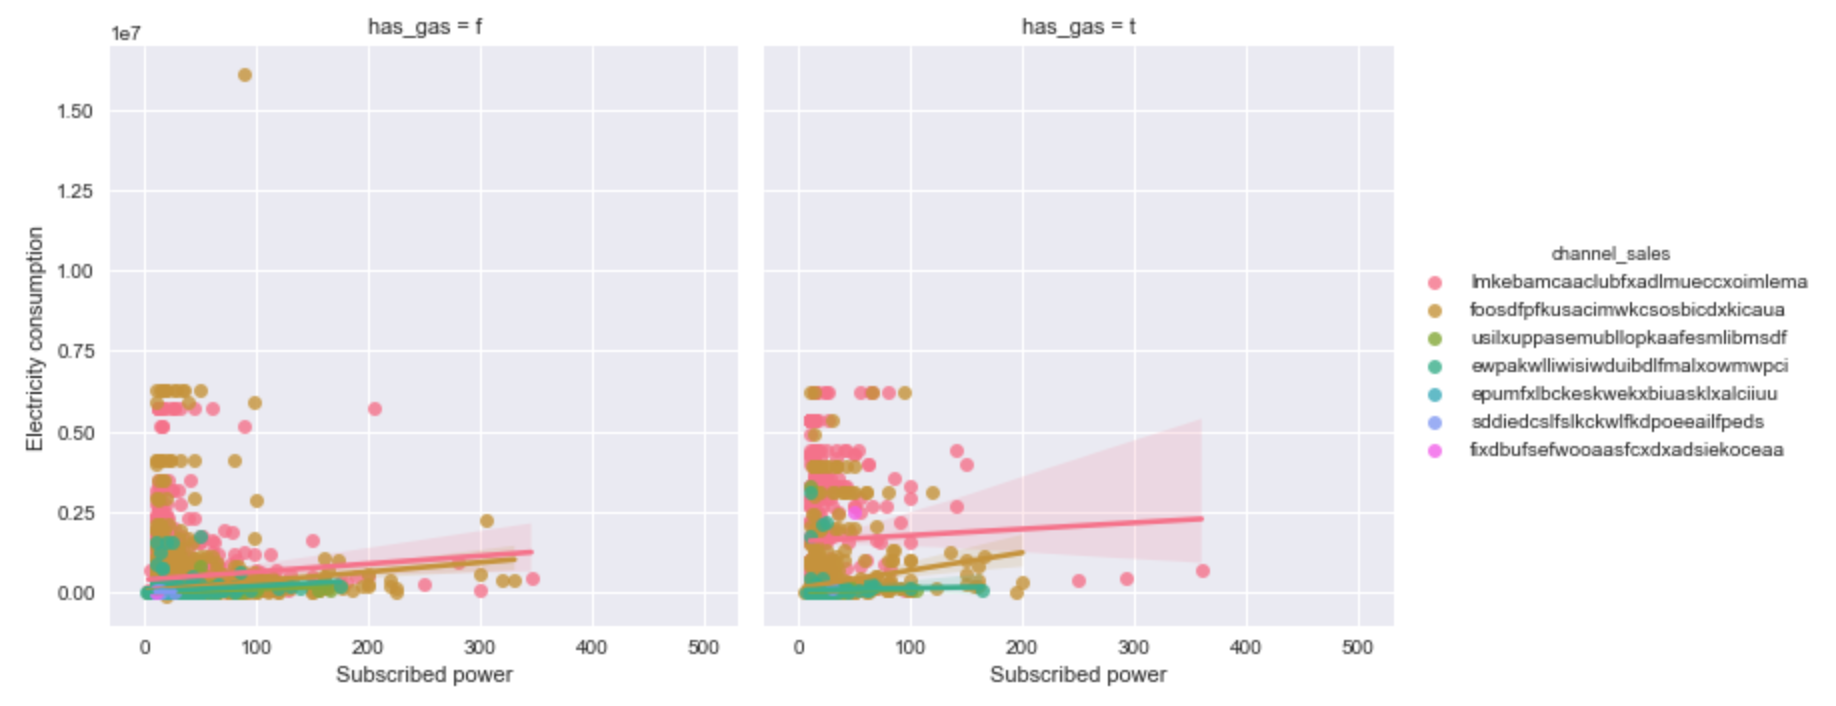 has_gas = f
has_gas = t
1e7
1.50
1.25
1.00
0.75
0.50
0.25
0.00
Electricity consumption
0 100 200 300 400 500
0 100 200 300 400 500
Subscribed power
Subscribed power
channel_sales
lmkebamcaaclubfxadlmueccxoimlema
foosdfpfkusacimwkcsosbicdxkicaua
usilxuppasemubllopkaafesmlibmsdf
ewpakwlliwisiwduibdlfmalxowmwpci
epumfxlbckeskwekxbiuasklxalciiuu
sddiedcslfslkckwlfkdpoeeailfpeds
fixdbufsefwooaasfcxdxadsiekoceaa